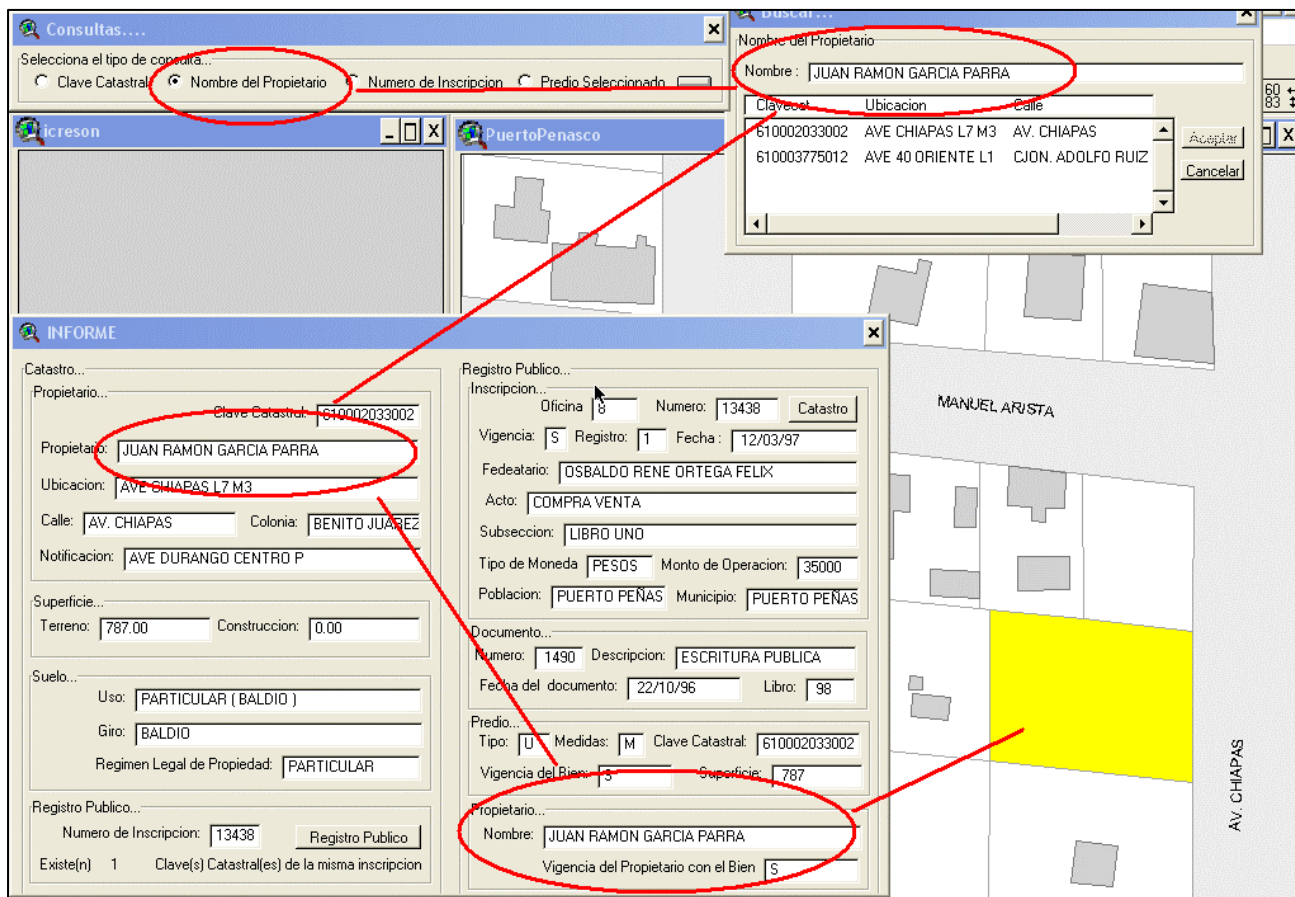 Consultas....
Selecciona el tipo de consulta...
Clave Catastral Nombre del Propietario Numero de Inscripcion Predio Seleccionado
Buscar...
Nombre del Propietario
Nombre : JUAN RAMON GARCIA PARRA
Clavecat Ubicacion Calle
610002033002 AVE CHIAPAS L7 M3 AV. CHIAPAS
610003775012 AVE 40 ORIENTE L1 CJON. ADOLFO RUIZ
Aceptar
Cancelar
60
83
icreson
PuertoPenasco
INFORME
Catastro...
Propietario...
Clave Catastral: 610002033002
Propietario: JUAN RAMON GARCIA PARRA
Ubicacion: AVE CHIAPAS L7 M3
Calle: AV. CHIAPAS Colonia: BENITO JUAREZ
Notificacion: AVE DURANGO CENTRO P
Superficie...
Terreno: 787.00 Construccion: 0.00
Suelo...
Uso: PARTICULAR ( BALDIO )
Giro: BALDIO
Regimen Legal de Propiedad: PARTICULAR
Registro Publico...
Numero de Inscripcion: 13438 Registro Publico
Existe(n) 1 Clave(s) Catastral(es) de la misma inscripcion
Registro Publico...
Inscripcion...
Oficina 8 Numero: 13438 Catastro
Vigencia: S Registro: 1 Fecha : 12/03/97
Fedeatario: OSBALDO RENE ORTEGA FELIX
Acto: COMPRA VENTA
Subseccion: LIBRO UNO
Tipo de Moneda PESOS Monto de Operacion: 35000
Poblacion: PUERTO PEÑAS Municipio: PUERTO PEÑAS
Documento...
Numero: 1490 Descripcion: ESCRITURA PUBLICA
Fecha del documento: 22/10/96 Libro: 98
Predio...
Tipo: U Medidas: M Clave Catastral: 610002033002
Vigencia del Bien: S Superficie: 787
Propietario...
Nombre: JUAN RAMON GARCIA PARRA
Vigencia del Propietario con el Bien S
MANUEL ARISTA
AV. CHIAPAS